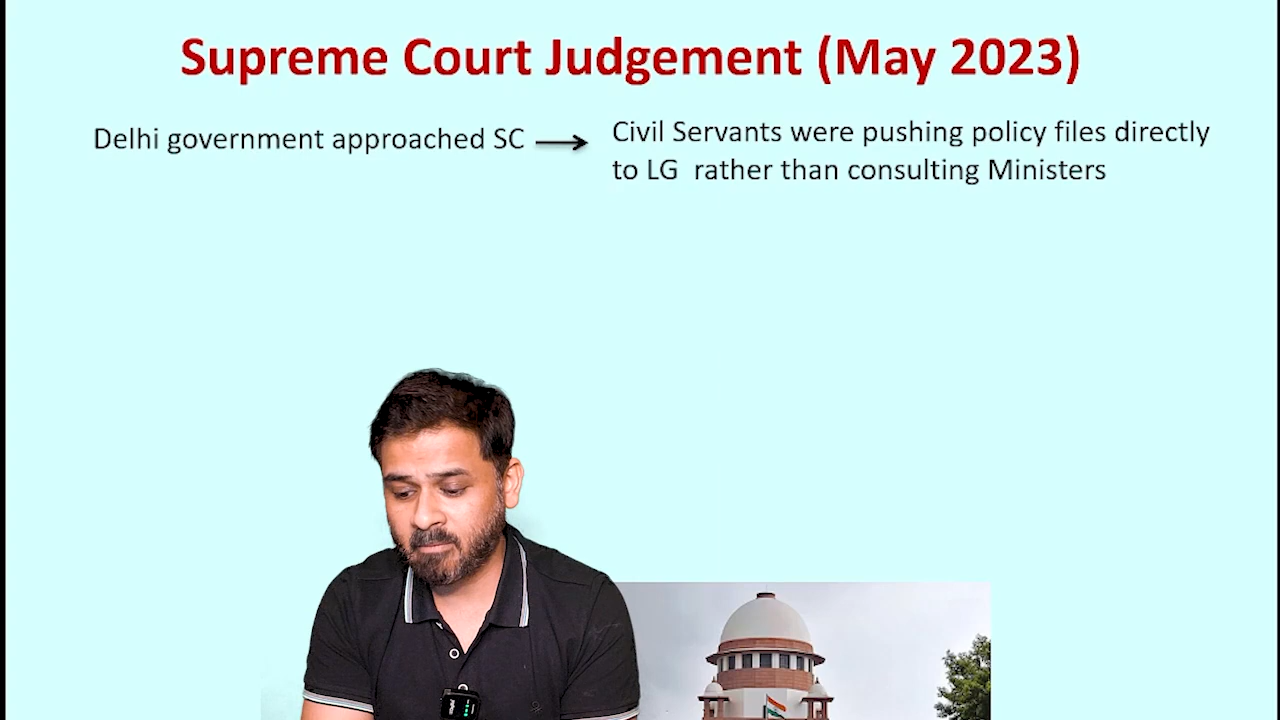 Supreme Court Judgement (May 2023)
Delhi government approached SC
Civil Servants were pushing policy files directly
to LG rather than consulting Ministers